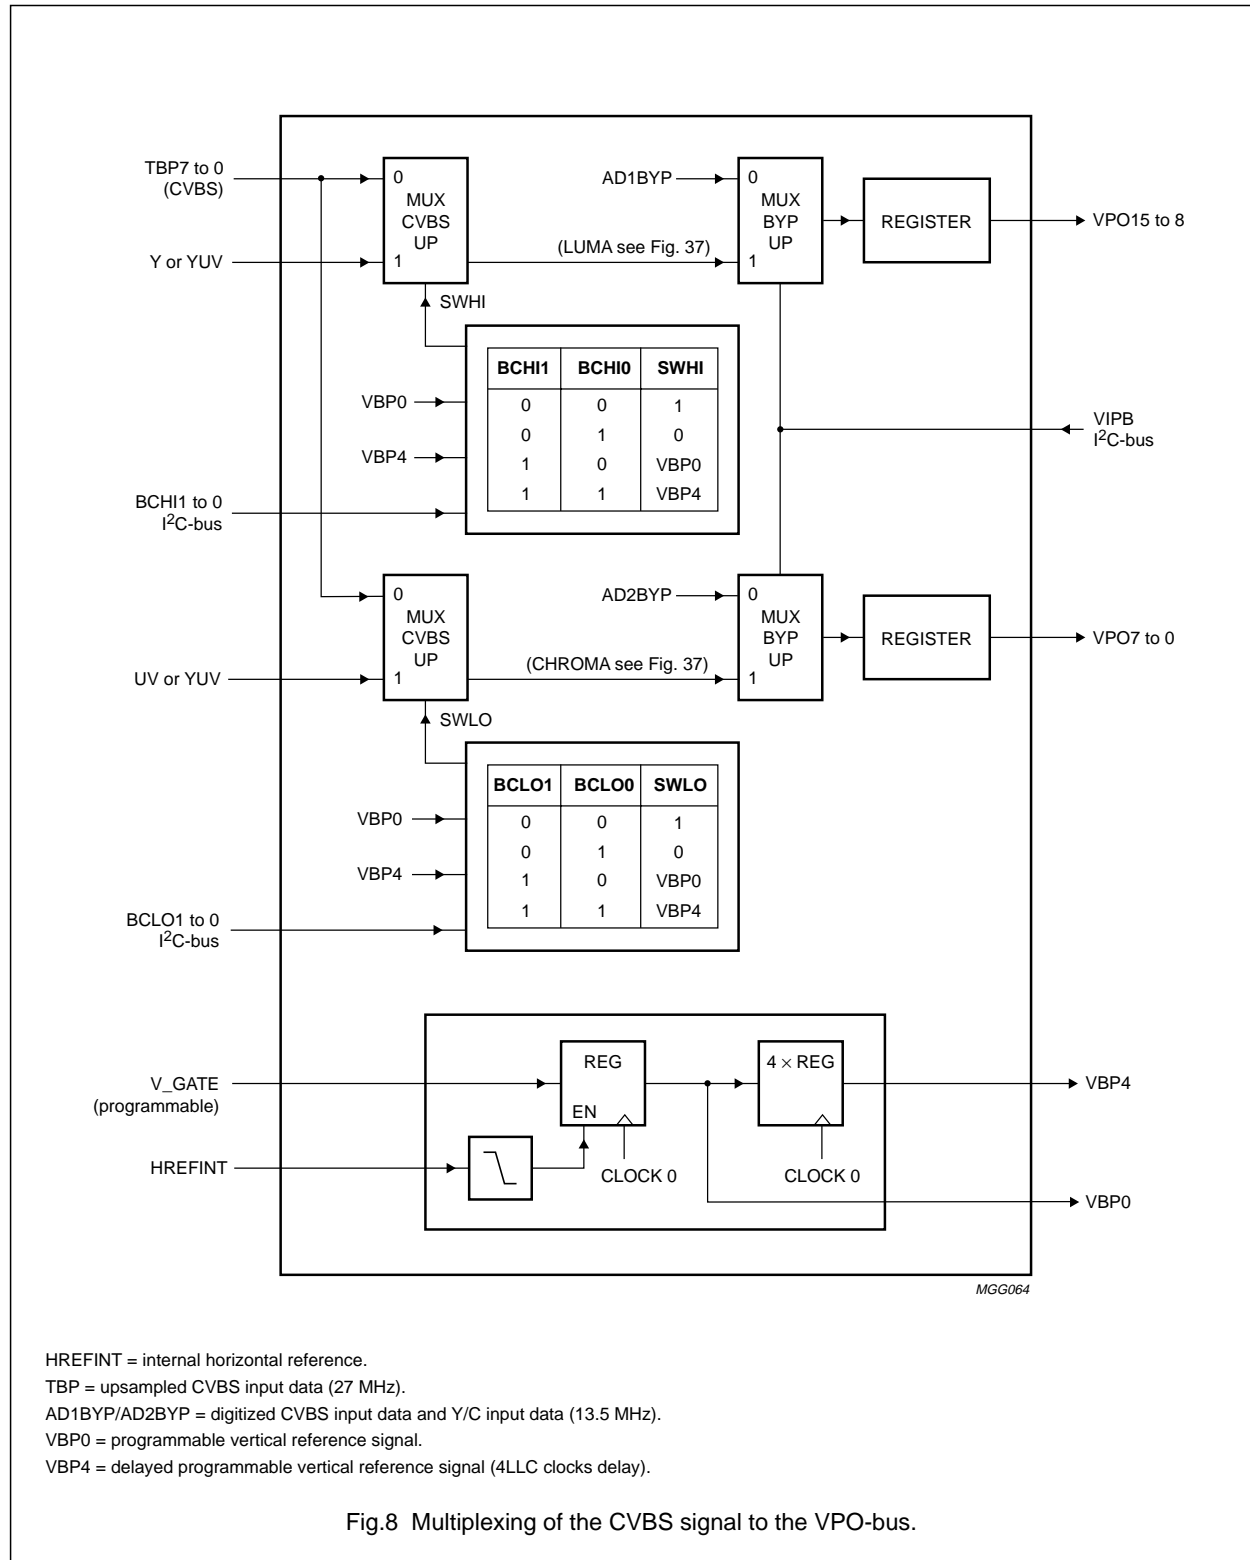 TBP7 to 0
(CVBS)
0
MUX
CVBS
UP
1
Y or YUV
SWHI
AD1BYP
(LUMA see Fig. 37)
0
MUX
BYP
UP
1
REGISTER
VPO15 to 8
BCHI1 BCHI0 SWHI
0 0 1
0 1 0
1 0 VBP0
1 1 VBP4
VBP0
VBP4
BCHI1 to 0
I²C-bus
VIPB
I²C-bus
0
MUX
CVBS
UP
1
UV or YUV
SWLO
AD2BYP
(CHROMA see Fig. 37)
0
MUX
BYP
UP
1
REGISTER
VPO7 to 0
BCLO1 BCLO0 SWLO
0 0 1
0 1 0
1 0 VBP0
1 1 VBP4
VBP0
VBP4
BCLO1 to 0
I²C-bus
V_GATE
(programmable)
REG
EN
CLOCK 0
4 × REG
CLOCK 0
VBP4
HREFINT
VBP0
MGG064
HREFINT = internal horizontal reference.
TBP = upsampled CVBS input data (27 MHz).
AD1BYP/AD2BYP = digitized CVBS input data and Y/C input data (13.5 MHz).
VBP0 = programmable vertical reference signal.
VBP4 = delayed programmable vertical reference signal (4LLC clocks delay).
Fig.8 Multiplexing of the CVBS signal to the VPO-bus.